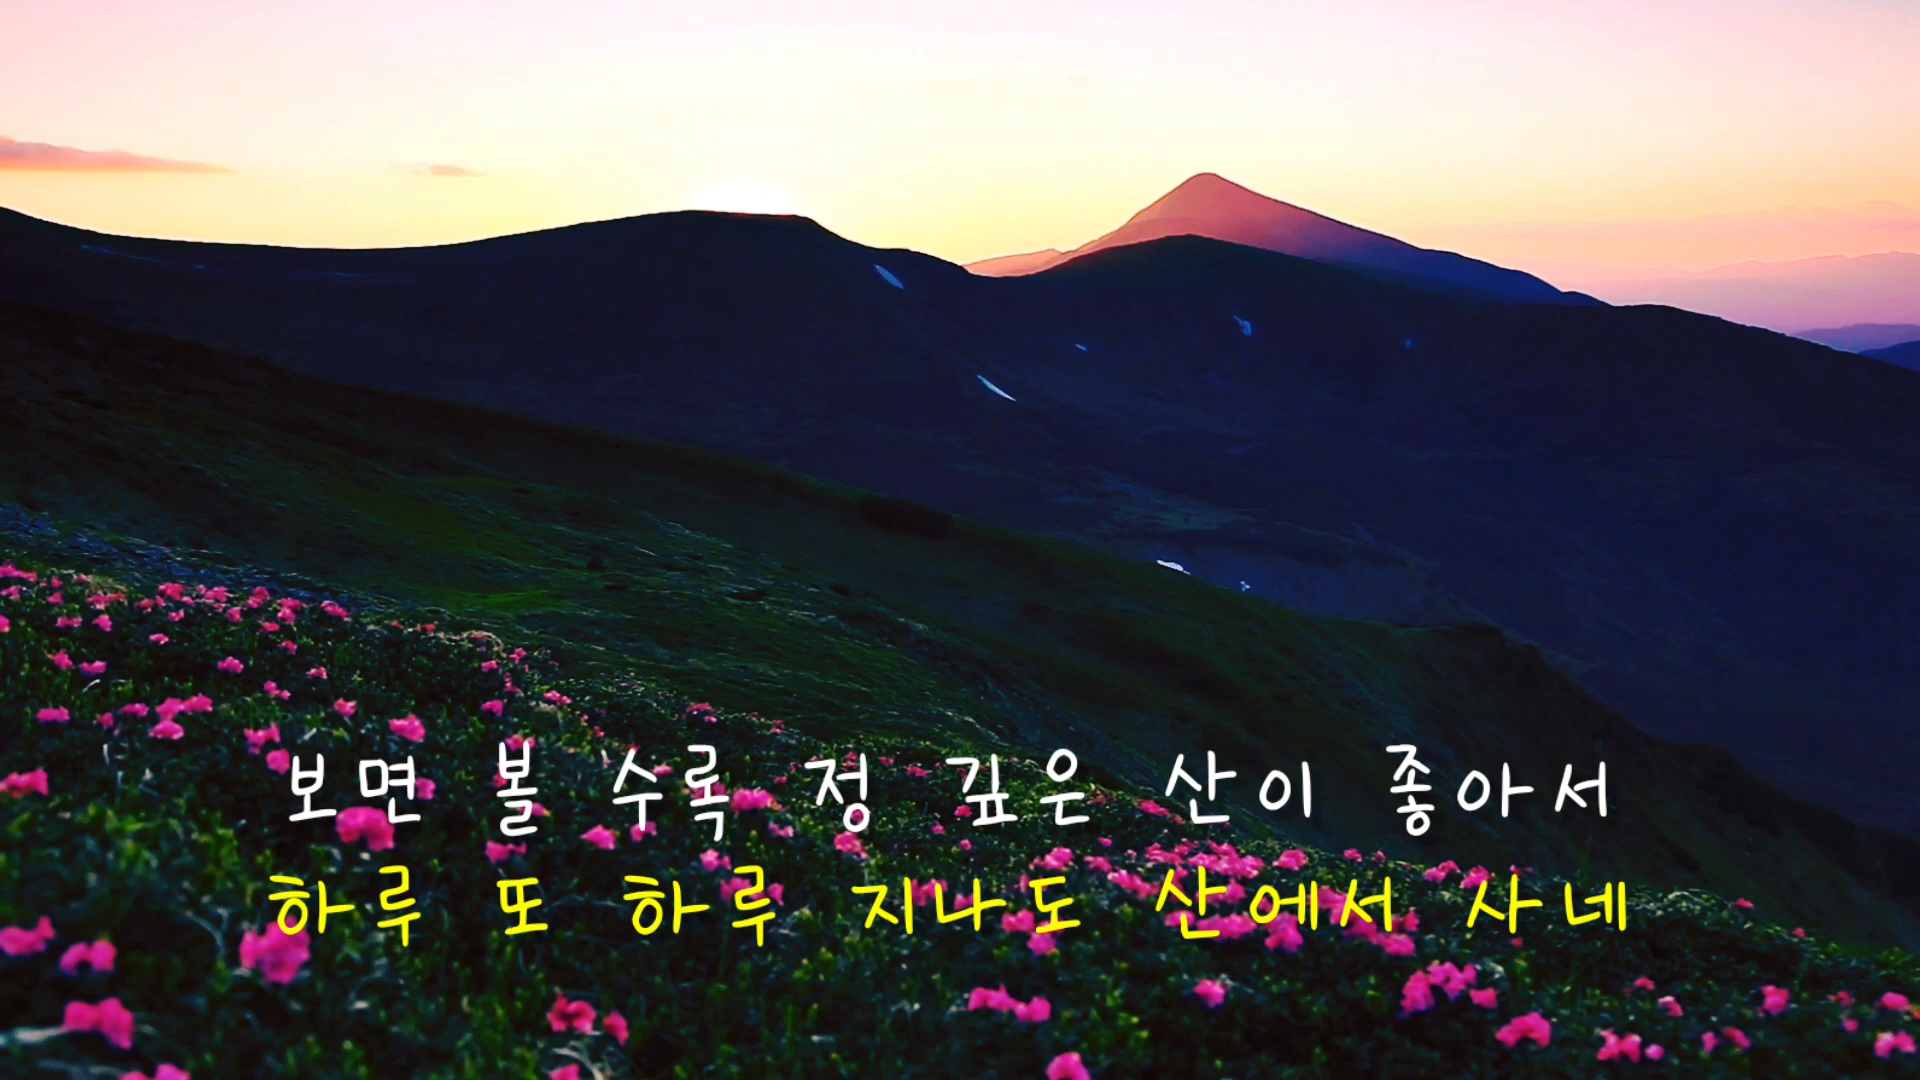 보면 볼 수록 정 깊은 산이 좋아서
하루 또 하루 지나도 산에서 사네